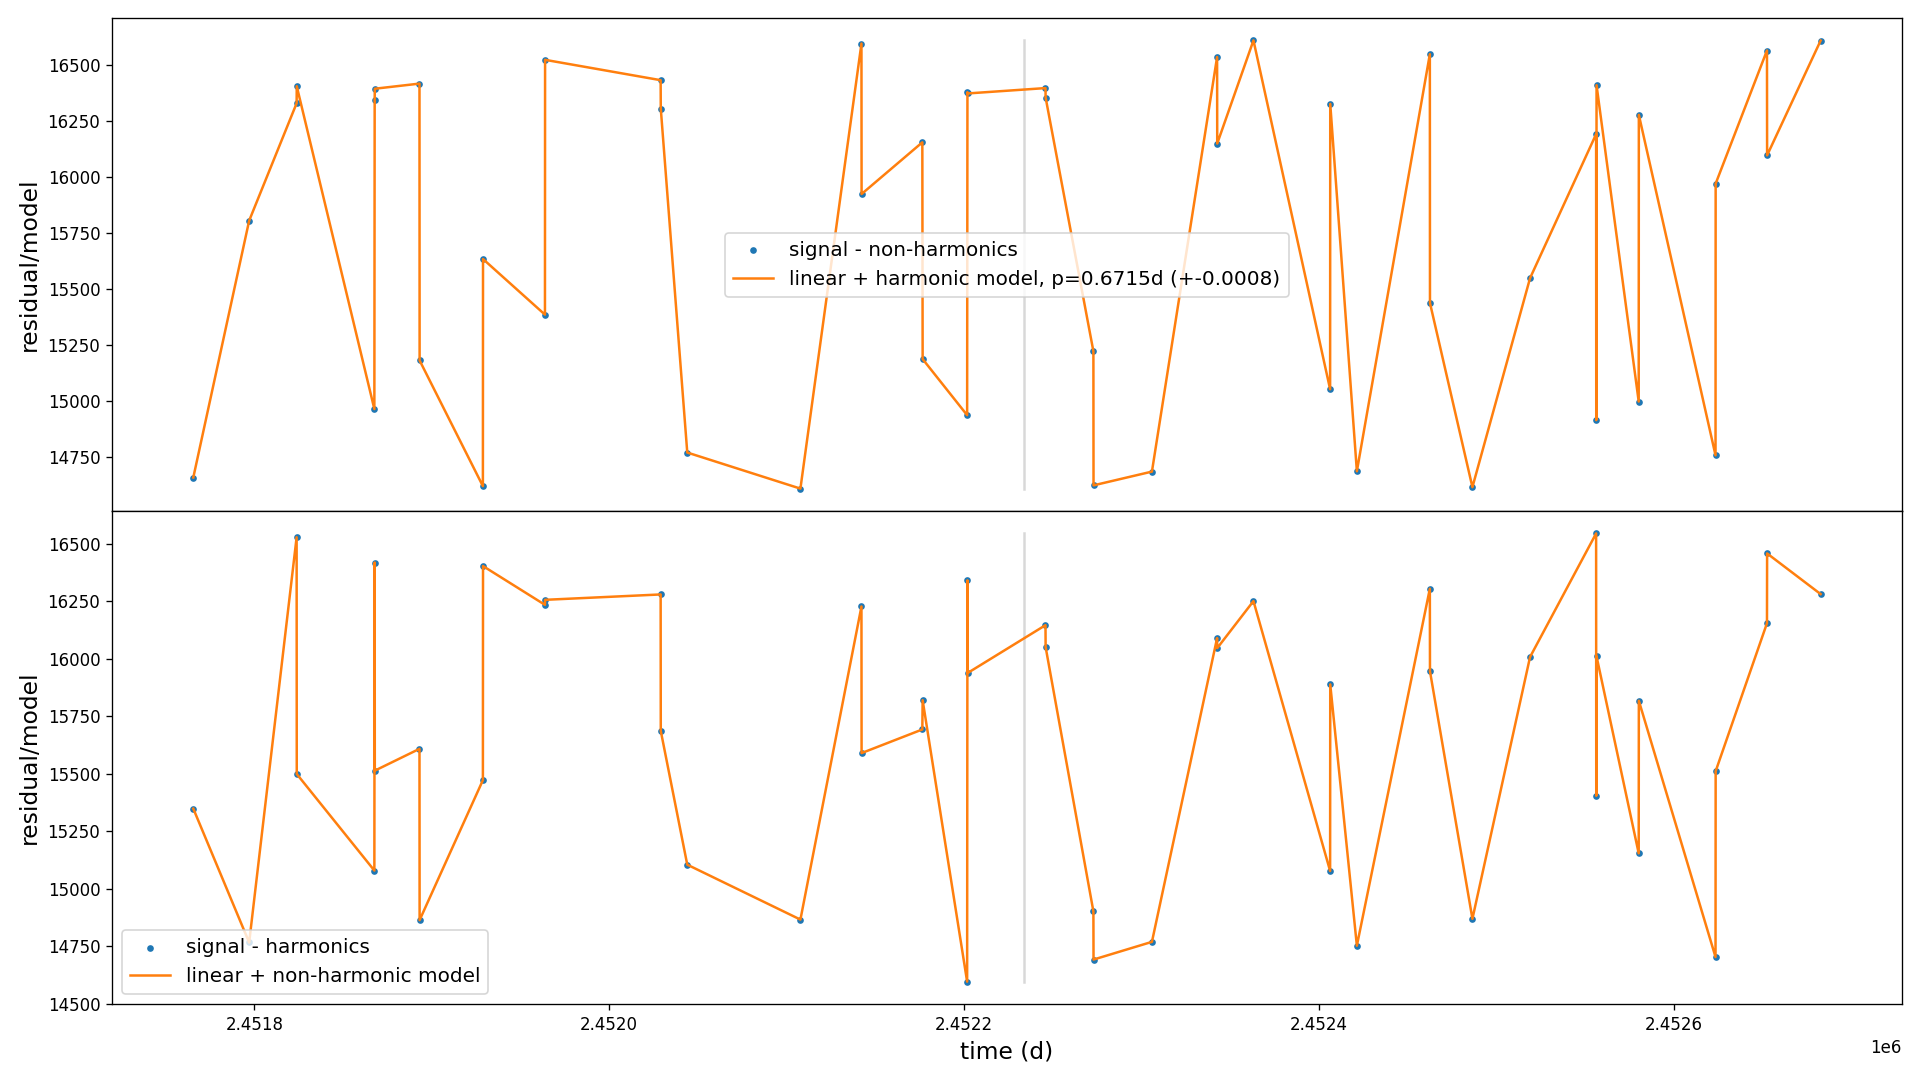 16500
16250
16000
15750
15500
15250
15000
14750
residual/model
signal - non-harmonics
linear + harmonic model, p=0.6715d (+-0.0008)
16500
16250
16000
15750
15500
15250
15000
14750
14500
residual/model
signal - harmonics
linear + non-harmonic model
2.4518
2.4520
2.4522
2.4524
2.4526
time (d)
1e6